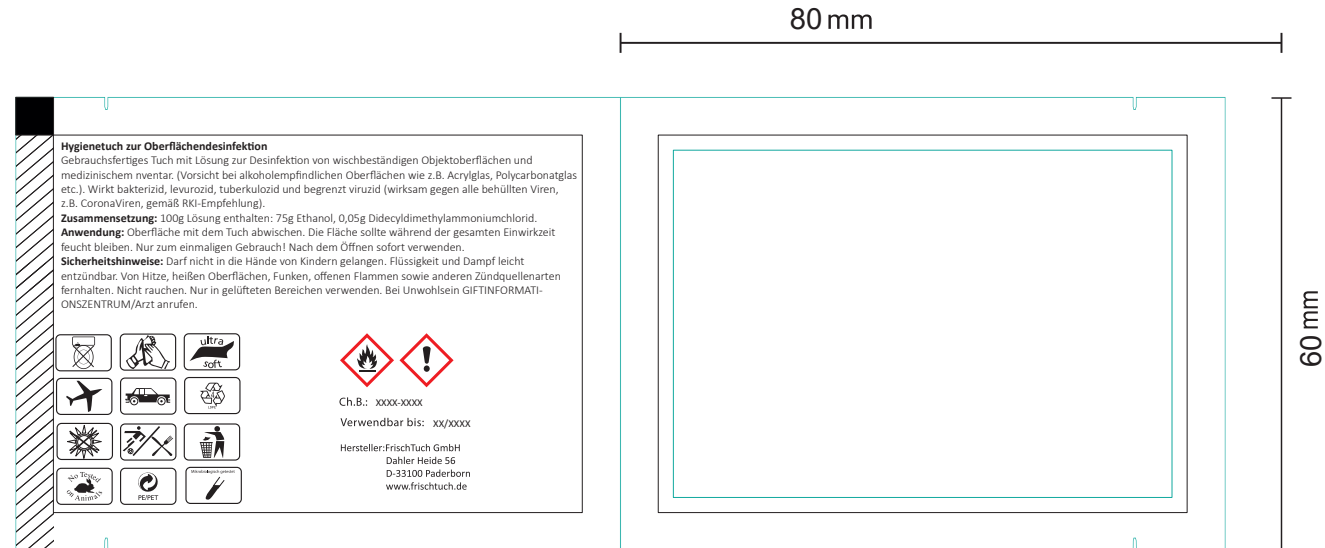 80 mm
Hygienetuch zur Oberflächendesinfektion
Gebrauchsfertiges Tuch mit Lösung zur Desinfektion von wischbeständigen Objektoberflächen und
medizinischem nventar. (Vorsicht bei alkoholempfindlichen Oberflächen wie z.B. Acrylglas, Polycarbonatglas
etc.). Wirkt bakterizid, levurozid, tuberkulozid und begrenzt viruzid (wirksam gegen alle behüllten Viren,
z.B. CoronaViren, gemäß RKI-Empfehlung).
Zusammensetzung: 100g Lösung enthalten: 75g Ethanol, 0,05g Didecyldimethylammoniumchlorid.
Anwendung: Oberfläche mit dem Tuch abwischen. Die Fläche sollte während der gesamten Einwirkzeit
feucht bleiben. Nur zum einmaligen Gebrauch! Nach dem Öffnen sofort verwenden.
Sicherheitshinweise: Darf nicht in die Hände von Kindern gelangen. Flüssigkeit und Dampf leicht
entzündbar. Von Hitze, heißen Oberflächen, Funken, offenen Flammen sowie anderen Zündquellenarten
fernhalten. Nicht rauchen. Nur in gelüfteten Bereichen verwenden. Bei Unwohlsein GIFTINFORMATI-
ONSZENTRUM/Arzt anrufen.
ultra
soft
LDPE
No Tested
on Animals
PE/PET
Mikrobiologisch getestet
Ch.B.: xxxx-xxxx
Verwendbar bis: xx/xxxx
Hersteller:FrischTuch GmbH
Dahler Heide 56
D-33100 Paderborn
www.frischtuch.de
60 mm